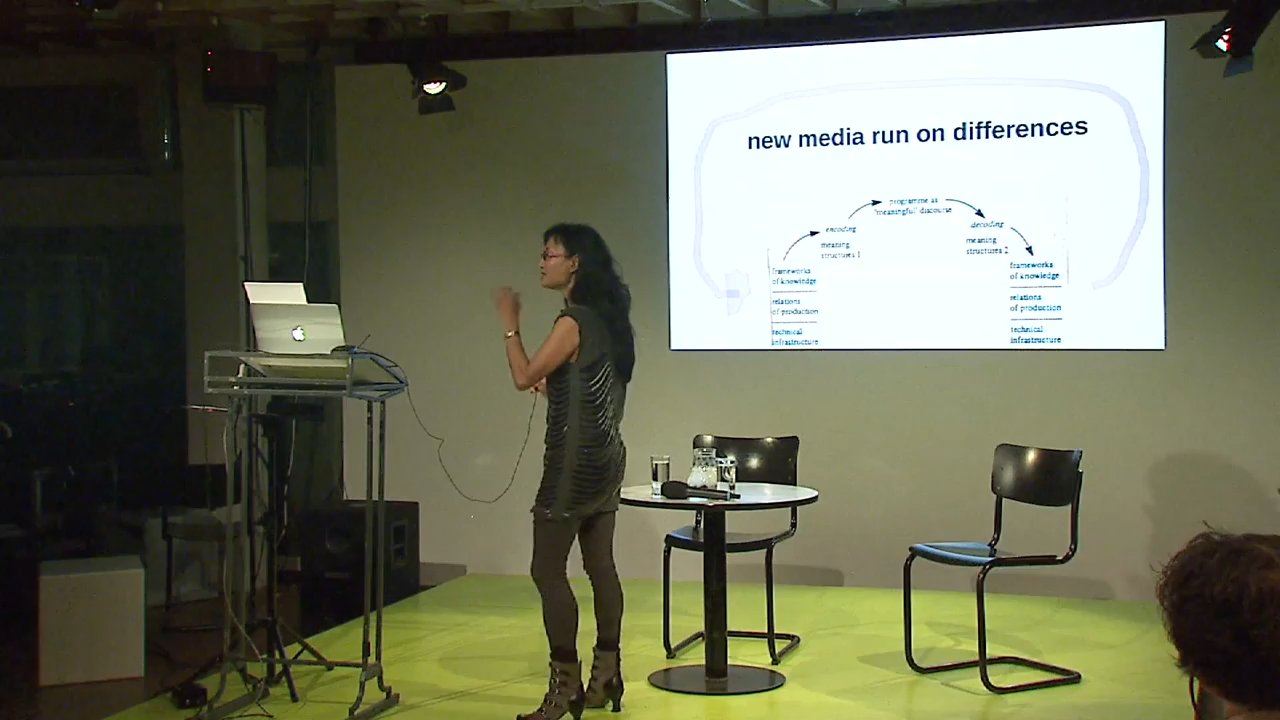 new media run on differences
programme as
'meaningful' discourse
encoding
decoding
meaning
structures 1
meaning
structures 2
frameworks
of knowledge
relations
of production
technical
infrastructure
frameworks
of knowledge
relations
of production
technical
infrastructure